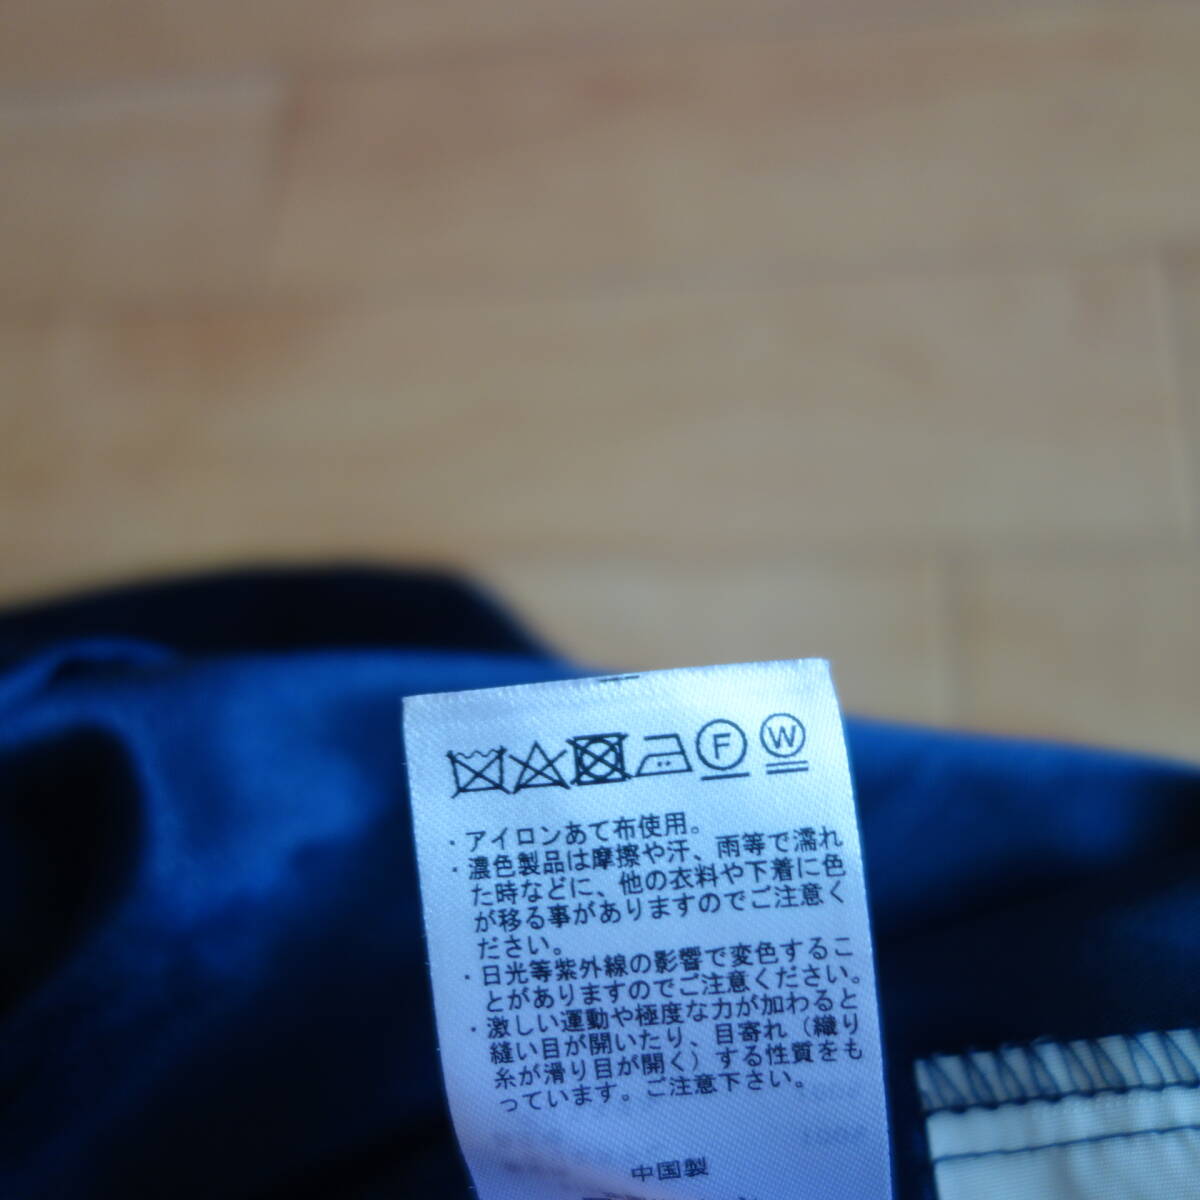 F W
・アイロンあて布使用。
・濃色製品は摩擦や汗、雨等で濡れ
た時などに、他の衣料や下着に色
が移る事がありますのでご注意く
ださい。
・日光等紫外線の影響で変色するこ
とがありますのでご注意ください。
・激しい運動や極度な力が加わると
縫い目が開いたり、目寄れ（織り
糸が滑り目が開く）する性質をも
っています。ご注意下さい。
中国製